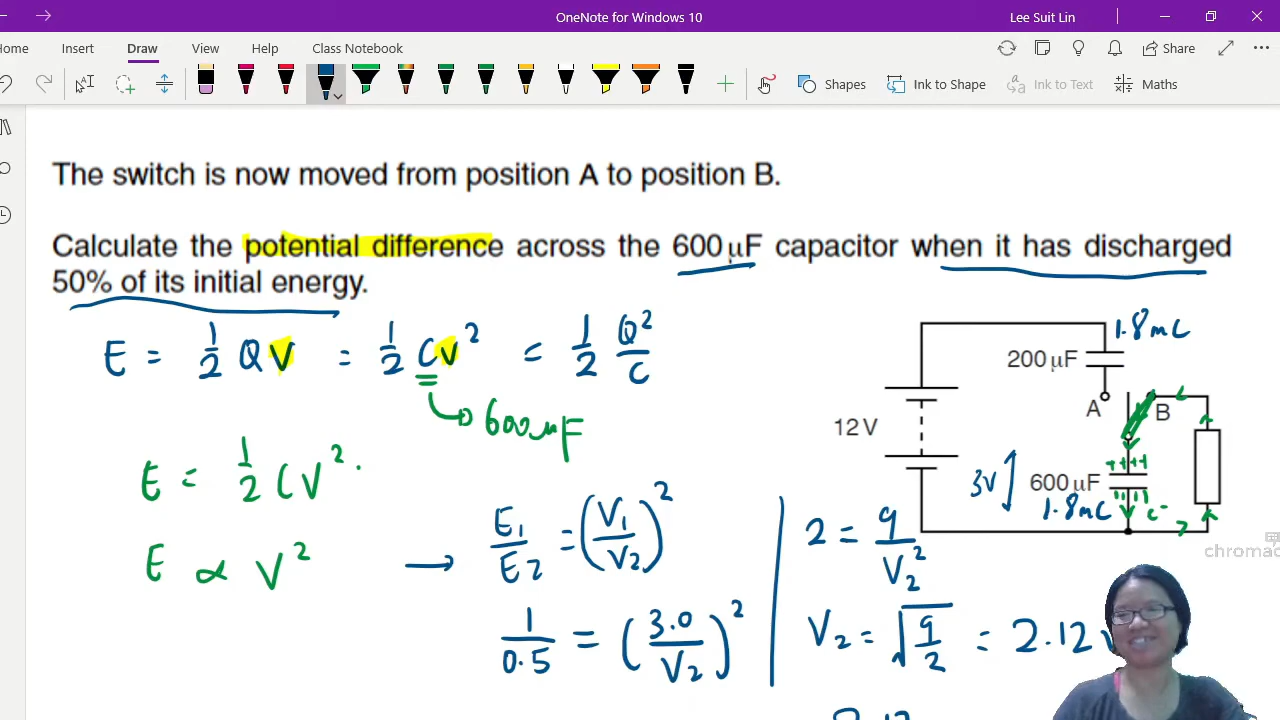 OneNote for Windows 10
Lee Suit Lin
Home Insert Draw View Help Class Notebook Share
Shapes Ink to Shape Ink to Text Maths
The switch is now moved from position A to position B.
Calculate the potential difference across the 600 μF capacitor when it has discharged
50% of its initial energy.
E = 1/2 QV = 1/2 CV² = 1/2 Q²/C
600 μF
E = 1/2 CV²
E ∝ V²
→ E1/E2 = (V1/V2)²
1/0.5 = (3.0/V2)²
2 = 9/V2²
V2 = √(9/2) = 2.12 V
1.8 mC
200 μF
A
B
12 V
3V
600 μF
1.8 mC
e-
chromac